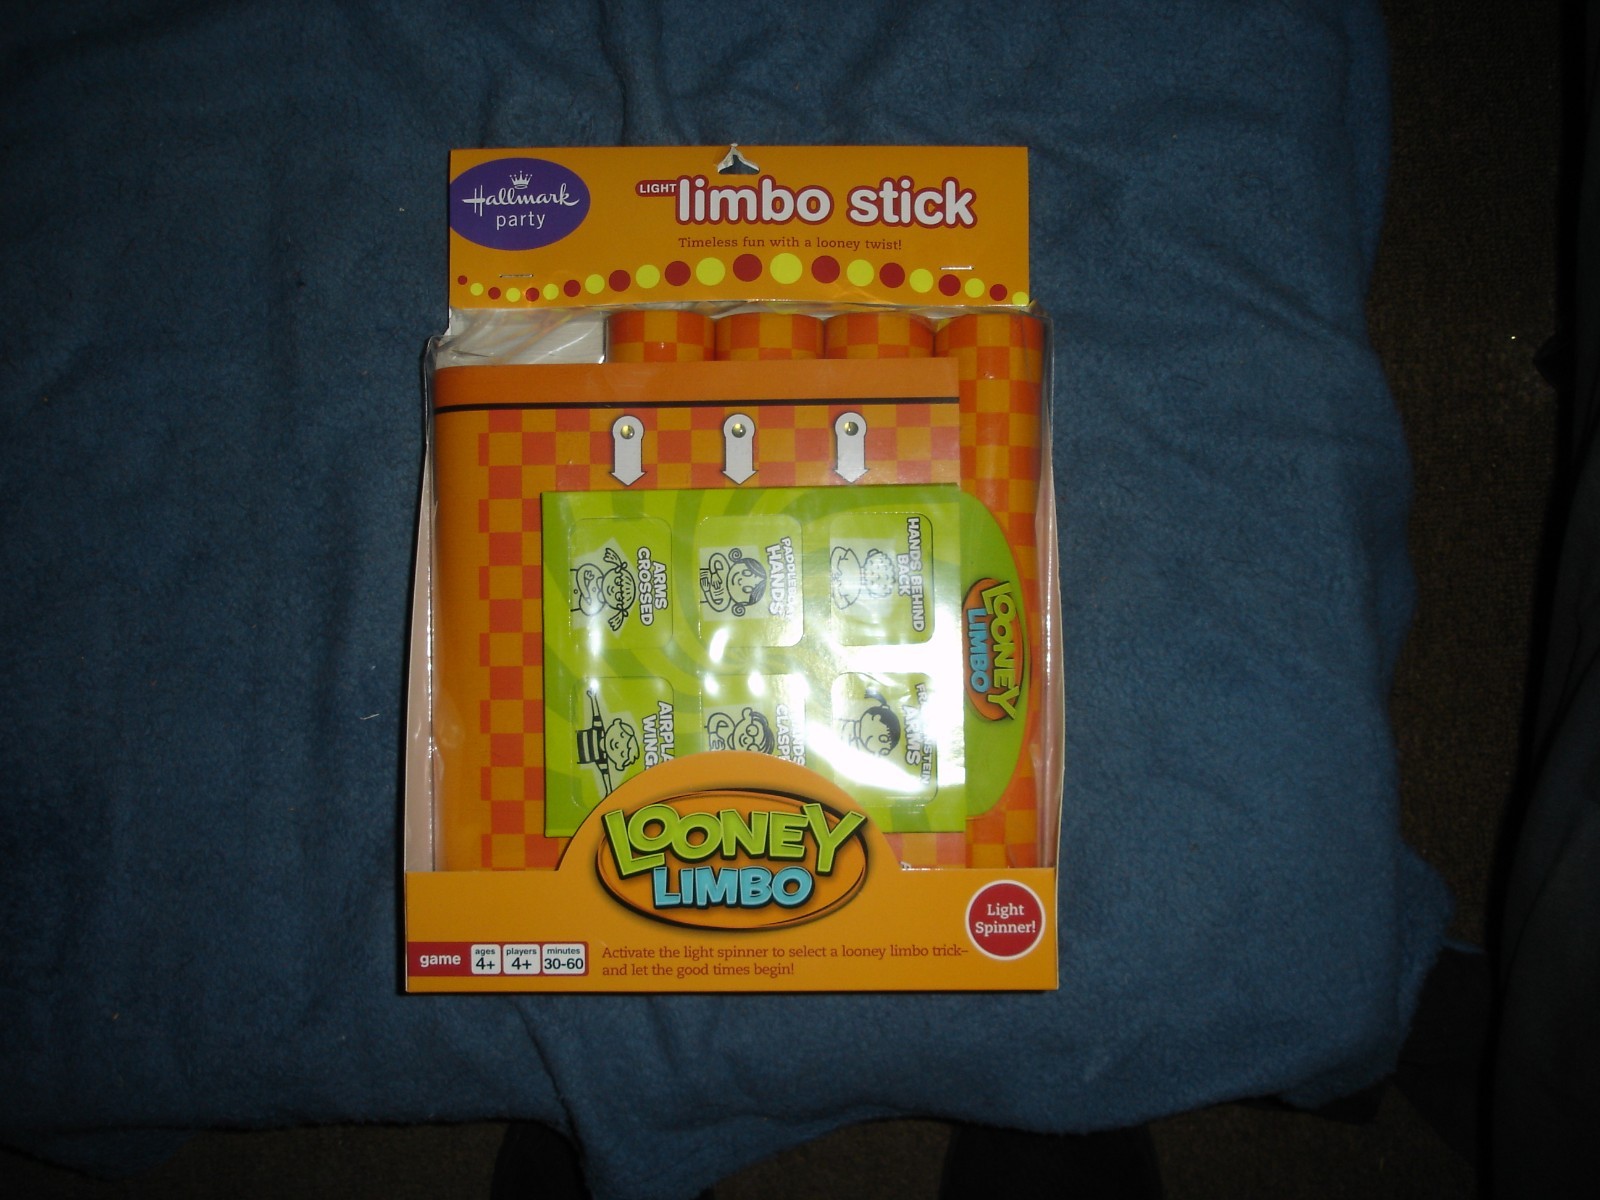 Hallmark
party
LIGHT limbo stick
Timeless fun with a looney twist!
ARMS
CROSSED
HANDS
HANDS BEHIND
BACK
LOONEY
LIMBO
ARMS
LOONEY
LIMBO
Light
Spinner!
game
ages
4+
players
4+
minutes
30-60
Activate the light spinner to select a looney limbo trick–
and let the good times begin!